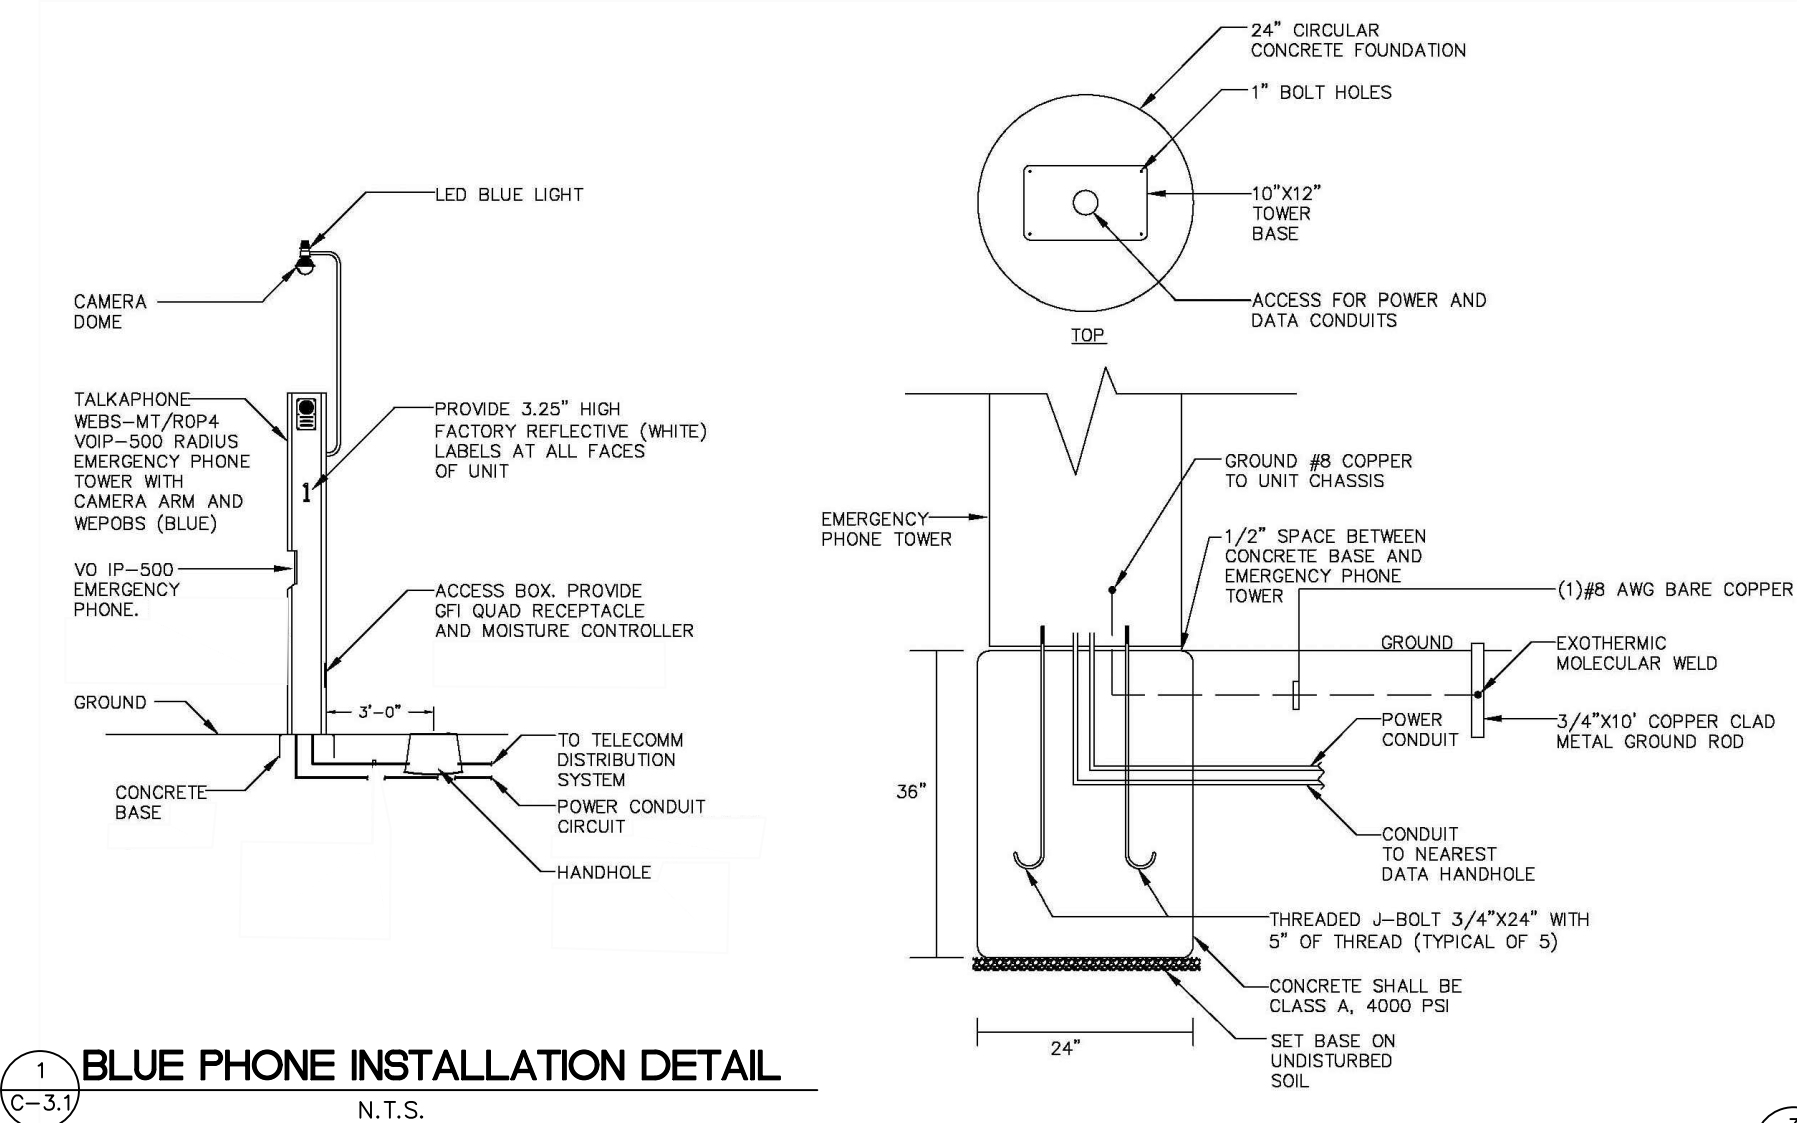 LED BLUE LIGHT
CAMERA
DOME
TALKAPHONE
WEBS-MT/R0P4
VOIP-500 RADIUS
EMERGENCY PHONE
TOWER WITH
CAMERA ARM AND
WEPOBS (BLUE)
VO IP-500
EMERGENCY
PHONE.
PROVIDE 3.25" HIGH
FACTORY REFLECTIVE (WHITE)
LABELS AT ALL FACES
OF UNIT
1
ACCESS BOX. PROVIDE
GFI QUAD RECEPTACLE
AND MOISTURE CONTROLLER
GROUND
3'-0"
CONCRETE
BASE
TO TELECOMM
DISTRIBUTION
SYSTEM
POWER CONDUIT
CIRCUIT
HANDHOLE
24" CIRCULAR
CONCRETE FOUNDATION
1" BOLT HOLES
10"X12"
TOWER
BASE
ACCESS FOR POWER AND
DATA CONDUITS
TOP
GROUND #8 COPPER
TO UNIT CHASSIS
EMERGENCY
PHONE TOWER
1/2" SPACE BETWEEN
CONCRETE BASE AND
EMERGENCY PHONE
TOWER
(1)#8 AWG BARE COPPER
GROUND
EXOTHERMIC
MOLECULAR WELD
3/4"X10' COPPER CLAD
METAL GROUND ROD
POWER
CONDUIT
36"
CONDUIT
TO NEAREST
DATA HANDHOLE
THREADED J-BOLT 3/4"X24" WITH
5" OF THREAD (TYPICAL OF 5)
CONCRETE SHALL BE
CLASS A, 4000 PSI
24"
SET BASE ON
UNDISTURBED
SOIL
1
C-3.1
BLUE PHONE INSTALLATION DETAIL
N.T.S.